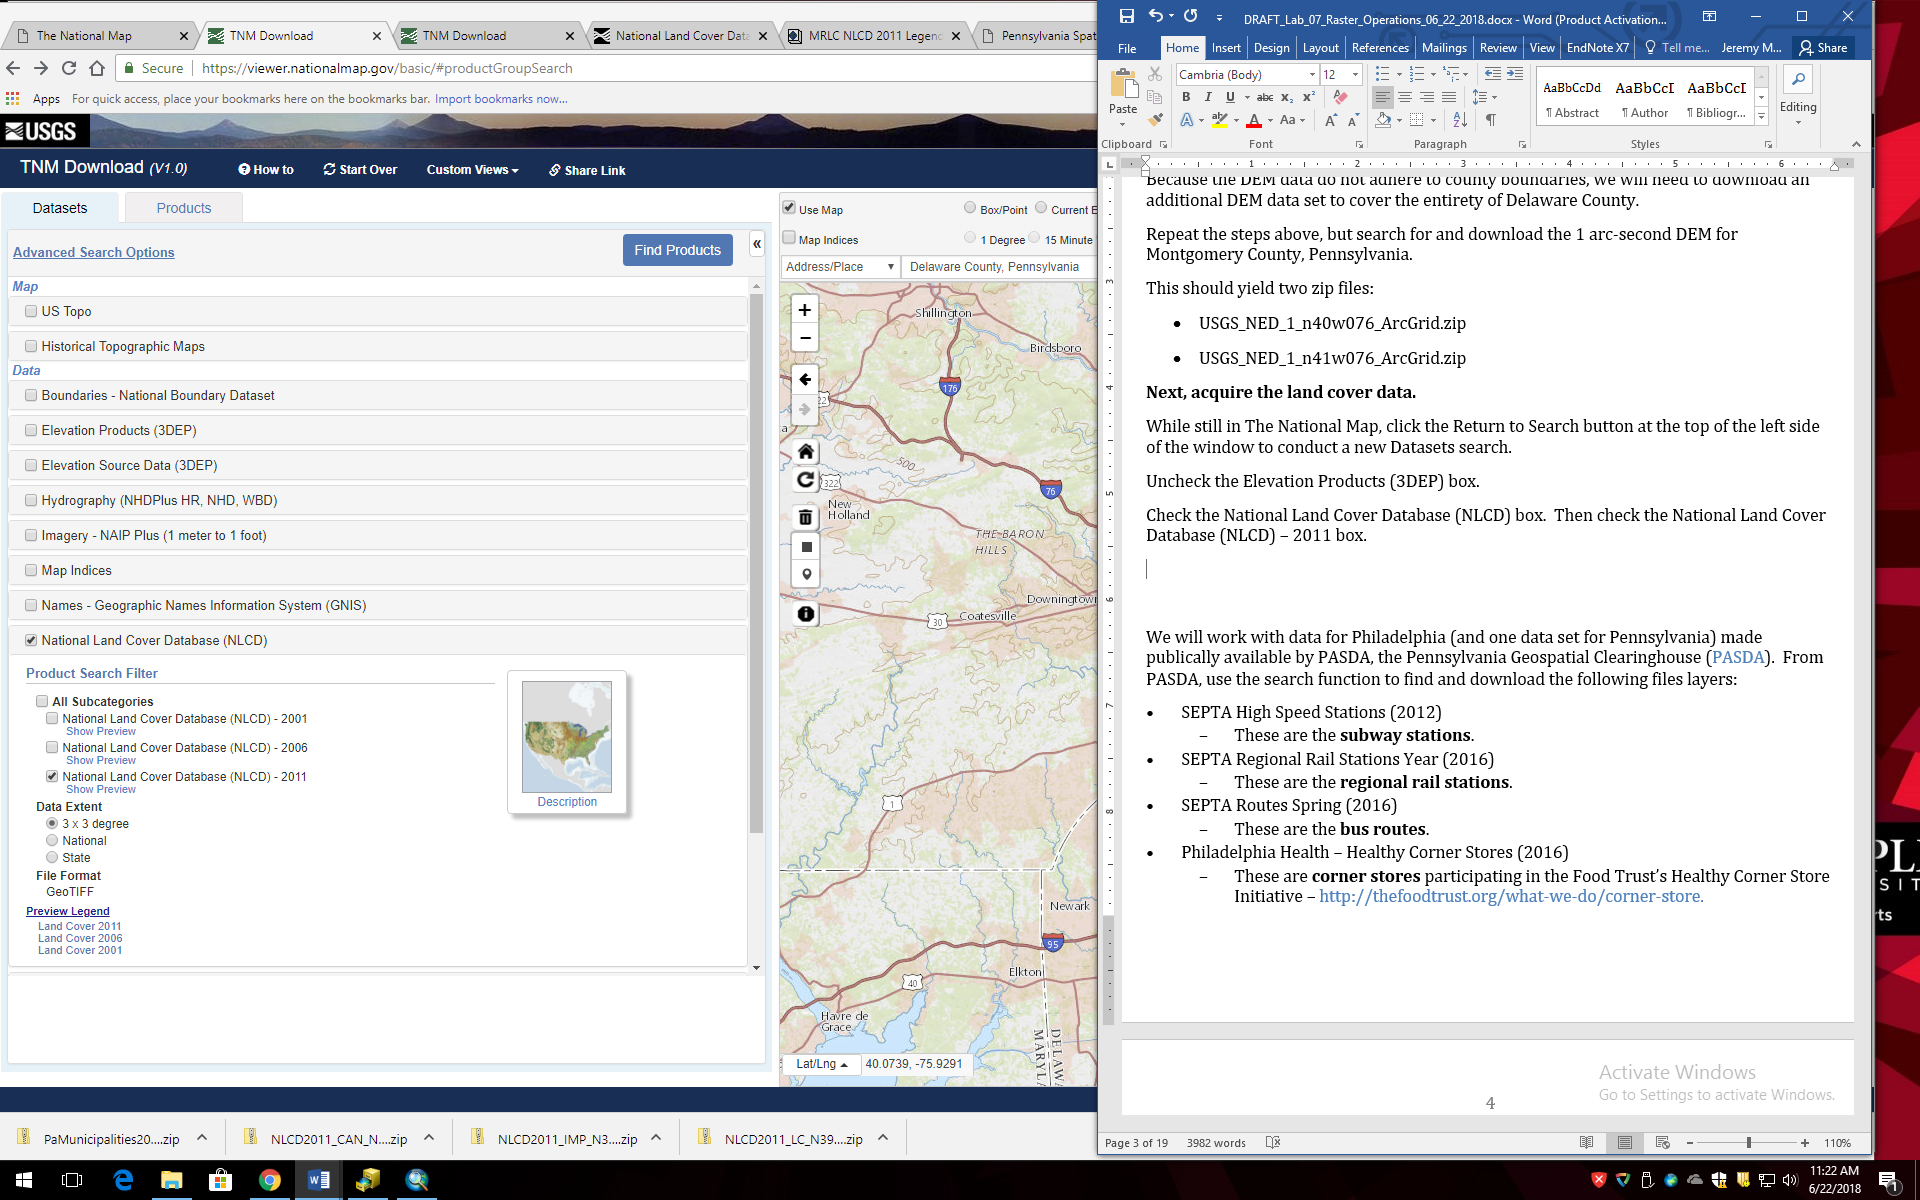 The National Map
TNM Download
TNM Download
National Land Cover Dat
MRLC NLCD 2011 Legen
Pennsylvania Spat
Secure
https://viewer.nationalmap.gov/basic/#productGroupSearch
Apps
For quick access, place your bookmarks here on the bookmarks bar. Import bookmarks now...
USGS
TNM Download (V1.0)
How to
Start Over
Custom Views
Share Link
Datasets
Products
Use Map
Box/Point
Current E
Map Indices
1 Degree
15 Minute
Advanced Search Options
Find Products
«
Address/Place
Delaware County, Pennsylvania
Map
US Topo
Historical Topographic Maps
Data
Boundaries - National Boundary Dataset
Elevation Products (3DEP)
Elevation Source Data (3DEP)
Hydrography (NHDPlus HR, NHD, WBD)
Imagery - NAIP Plus (1 meter to 1 foot)
Map Indices
Names - Geographic Names Information System (GNIS)
National Land Cover Database (NLCD)
Product Search Filter
All Subcategories
National Land Cover Database (NLCD) - 2001
Show Preview
National Land Cover Database (NLCD) - 2006
Show Preview
National Land Cover Database (NLCD) - 2011
Show Preview
Data Extent
3 x 3 degree
National
State
File Format
GeoTIFF
Preview Legend
Land Cover 2011
Land Cover 2006
Land Cover 2001
Description
Shillington
Birdsboro
176
22
a
500
322
76
New
Holland
THE BARON
HILLS
Downingtown
Coatesville
30
1
Newark
95
Elkton
40
Havre de
Grace
DELAWA
MARYLA
Lat/Lng
40.0739, -75.9291
PaMunicipalities20....zip
NLCD2011_CAN_N....zip
NLCD2011_IMP_N3....zip
NLCD2011_LC_N39....zip
DRAFT_Lab_07_Raster_Operations_06_22_2018.docx - Word (Product Activation...
File
Home
Insert
Design
Layout
References
Mailings
Review
View
EndNote X7
Tell me...
Jeremy M...
Share
Paste
Cambria (Body)
12
B I U abc x₂ x²
Aa
AaBbCcDd
AaBbCcI
AaBbCcI
¶ Abstract
¶ Author
¶ Bibliogr...
Editing
Clipboard
Font
Paragraph
Styles
1 2 3 4 5 6
3
4
5
6
7
8
Because the DEM data do not adhere to county boundaries, we will need to download an
additional DEM data set to cover the entirety of Delaware County.
Repeat the steps above, but search for and download the 1 arc-second DEM for
Montgomery County, Pennsylvania.
This should yield two zip files:
• USGS_NED_1_n40w076_ArcGrid.zip
• USGS_NED_1_n41w076_ArcGrid.zip
Next, acquire the land cover data.
While still in The National Map, click the Return to Search button at the top of the left side
of the window to conduct a new Datasets search.
Uncheck the Elevation Products (3DEP) box.
Check the National Land Cover Database (NLCD) box.  Then check the National Land Cover
Database (NLCD) – 2011 box.
We will work with data for Philadelphia (and one data set for Pennsylvania) made
publically available by PASDA, the Pennsylvania Geospatial Clearinghouse (PASDA).  From
PASDA, use the search function to find and download the following files layers:
• SEPTA High Speed Stations (2012)
– These are the subway stations.
• SEPTA Regional Rail Stations Year (2016)
– These are the regional rail stations.
• SEPTA Routes Spring (2016)
– These are the bus routes.
• Philadelphia Health – Healthy Corner Stores (2016)
– These are corner stores participating in the Food Trust's Healthy Corner Store
Initiative – http://thefoodtrust.org/what-we-do/corner-store.
4
Activate Windows
Go to Settings to activate Windows.
Page 3 of 19
3982 words
110%
11:22 AM
6/22/2018
1